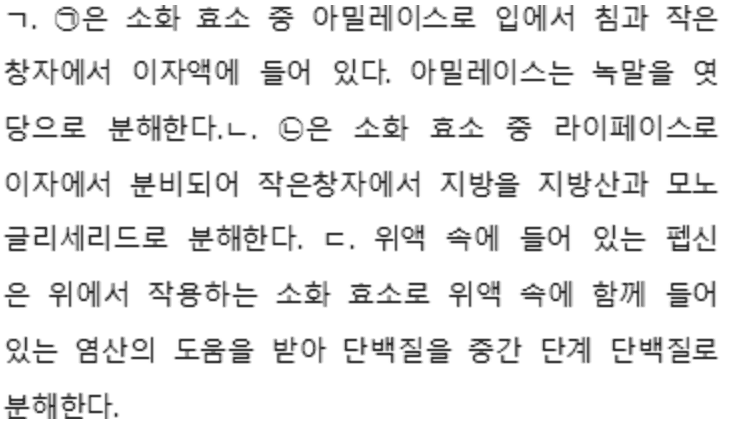 ㄱ. ㉠은 소화 효소 중 아밀레이스로 입에서 침과 작은
창자에서 이자액에 들어 있다. 아밀레이스는 녹말을 엿
당으로 분해한다.ㄴ. ㉡은 소화 효소 중 라이페이스로
이자에서 분비되어 작은창자에서 지방을 지방산과 모노
글리세리드로 분해한다. ㄷ. 위액 속에 들어 있는 펩신
은 위에서 작용하는 소화 효소로 위액 속에 함께 들어
있는 염산의 도움을 받아 단백질을 중간 단계 단백질로
분해한다.